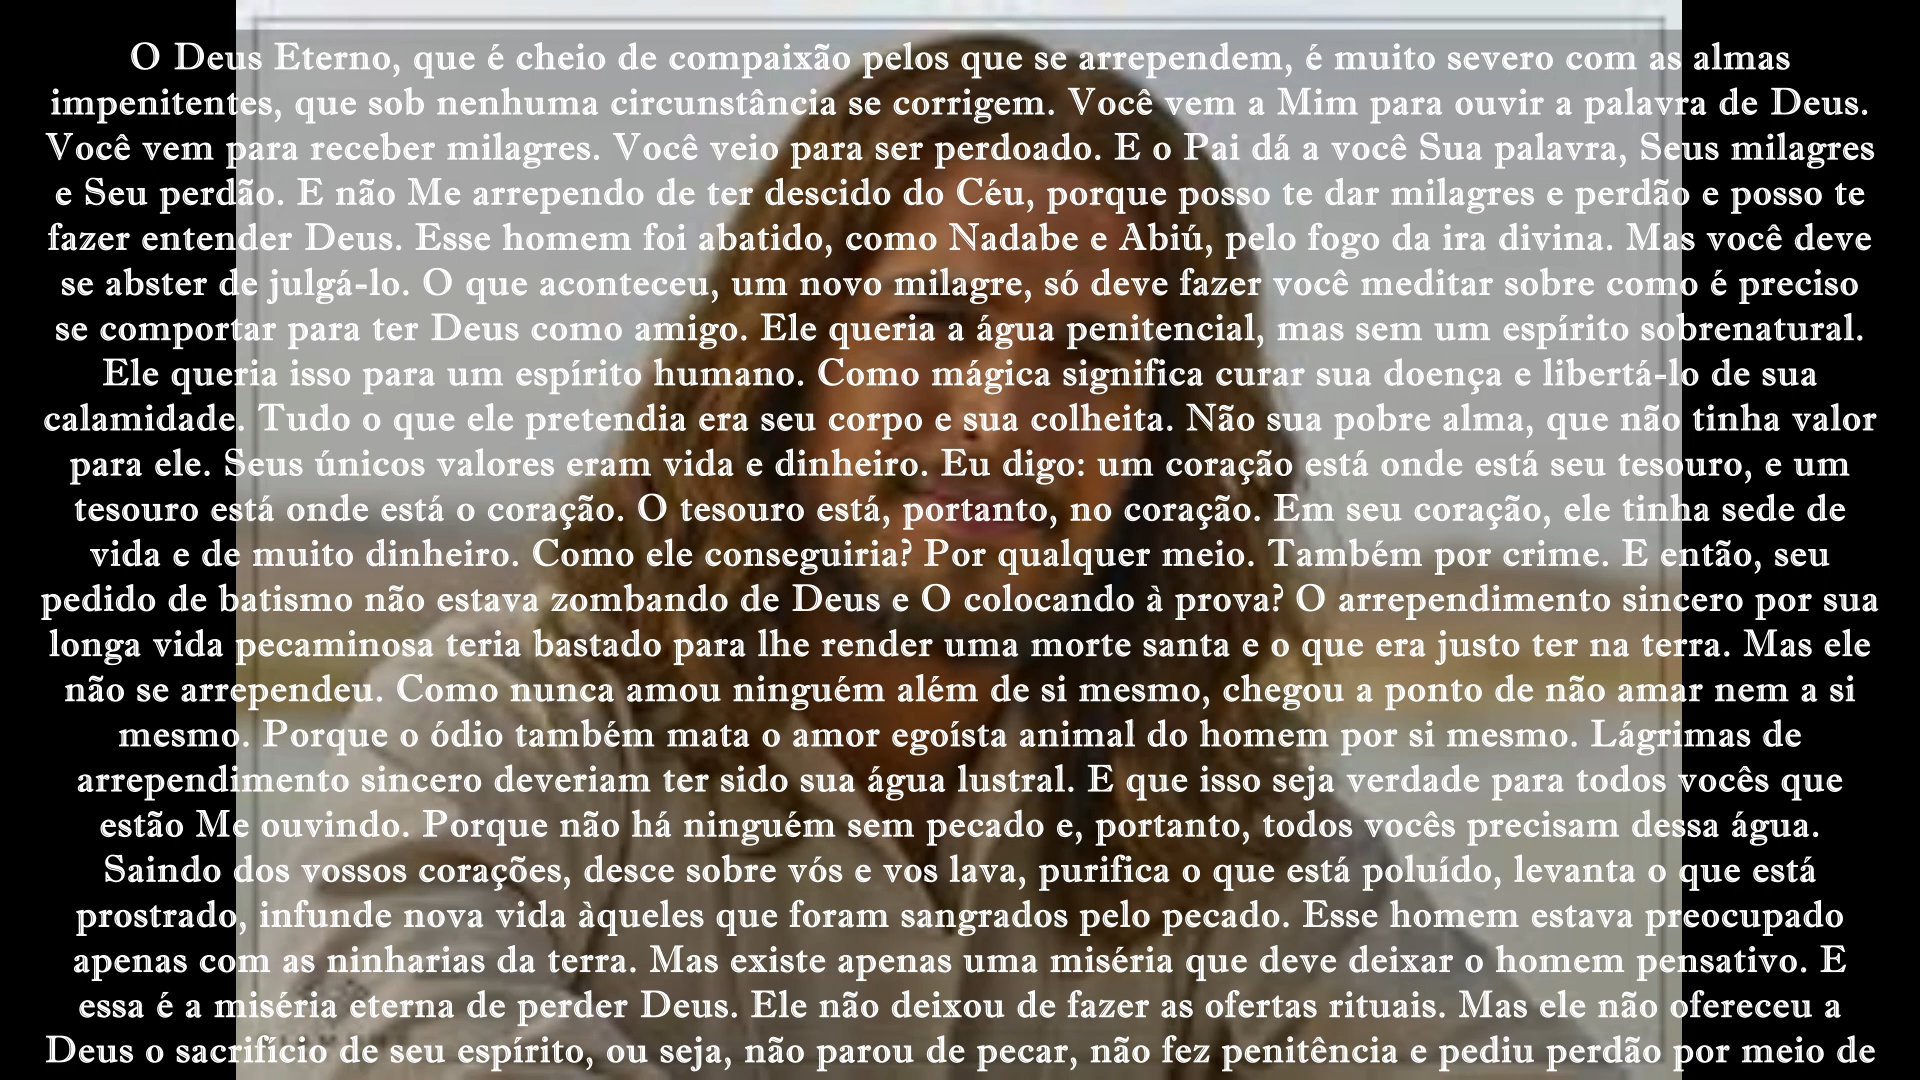 O Deus Eterno, que é cheio de compaixão pelos que se arrependem, é muito severo com as almas
impenitentes, que sob nenhuma circunstância se corrigem. Você vem a Mim para ouvir a palavra de Deus.
Você vem para receber milagres. Você veio para ser perdoado. E o Pai dá a você Sua palavra, Seus milagres
e Seu perdão. E não Me arrependo de ter descido do Céu, porque posso te dar milagres e perdão e posso te
fazer entender Deus. Esse homem foi abatido, como Nadabe e Abiú, pelo fogo da ira divina. Mas você deve
se abster de julgá-lo. O que aconteceu, um novo milagre, só deve fazer você meditar sobre como é preciso
se comportar para ter Deus como amigo. Ele queria a água penitencial, mas sem um espírito sobrenatural.
Ele queria isso para um espírito humano. Como mágica significa curar sua doença e libertá-lo de sua
calamidade. Tudo o que ele pretendia era seu corpo e sua colheita. Não sua pobre alma, que não tinha valor
para ele. Seus únicos valores eram vida e dinheiro. Eu digo: um coração está onde está seu tesouro, e um
tesouro está onde está o coração. O tesouro está, portanto, no coração. Em seu coração, ele tinha sede de
vida e de muito dinheiro. Como ele conseguiria? Por qualquer meio. Também por crime. E então, seu
pedido de batismo não estava zombando de Deus e O colocando à prova? O arrependimento sincero por sua
longa vida pecaminosa teria bastado para lhe render uma morte santa e o que era justo ter na terra. Mas ele
não se arrependeu. Como nunca amou ninguém além de si mesmo, chegou a ponto de não amar nem a si
mesmo. Porque o ódio também mata o amor egoísta animal do homem por si mesmo. Lágrimas de
arrependimento sincero deveriam ter sido sua água lustral. E que isso seja verdade para todos vocês que
estão Me ouvindo. Porque não há ninguém sem pecado e, portanto, todos vocês precisam dessa água.
Saindo dos vossos corações, desce sobre vós e vos lava, purifica o que está poluído, levanta o que está
prostrado, infunde nova vida àqueles que foram sangrados pelo pecado. Esse homem estava preocupado
apenas com as ninharias da terra. Mas existe apenas uma miséria que deve deixar o homem pensativo. E
essa é a miséria eterna de perder Deus. Ele não deixou de fazer as ofertas rituais. Mas ele não ofereceu a
Deus o sacrifício de seu espírito, ou seja, não parou de pecar, não fez penitência e pediu perdão por meio de